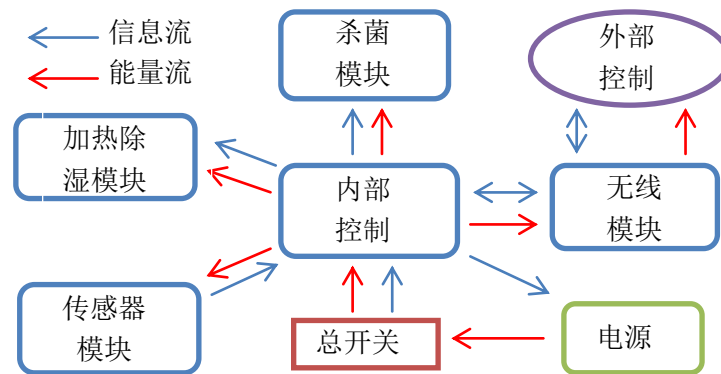 信息流
能量流
杀菌
模块
外部
控制
加热除
湿模块
内部
控制
无线
模块
传感器
模块
总开关
电源